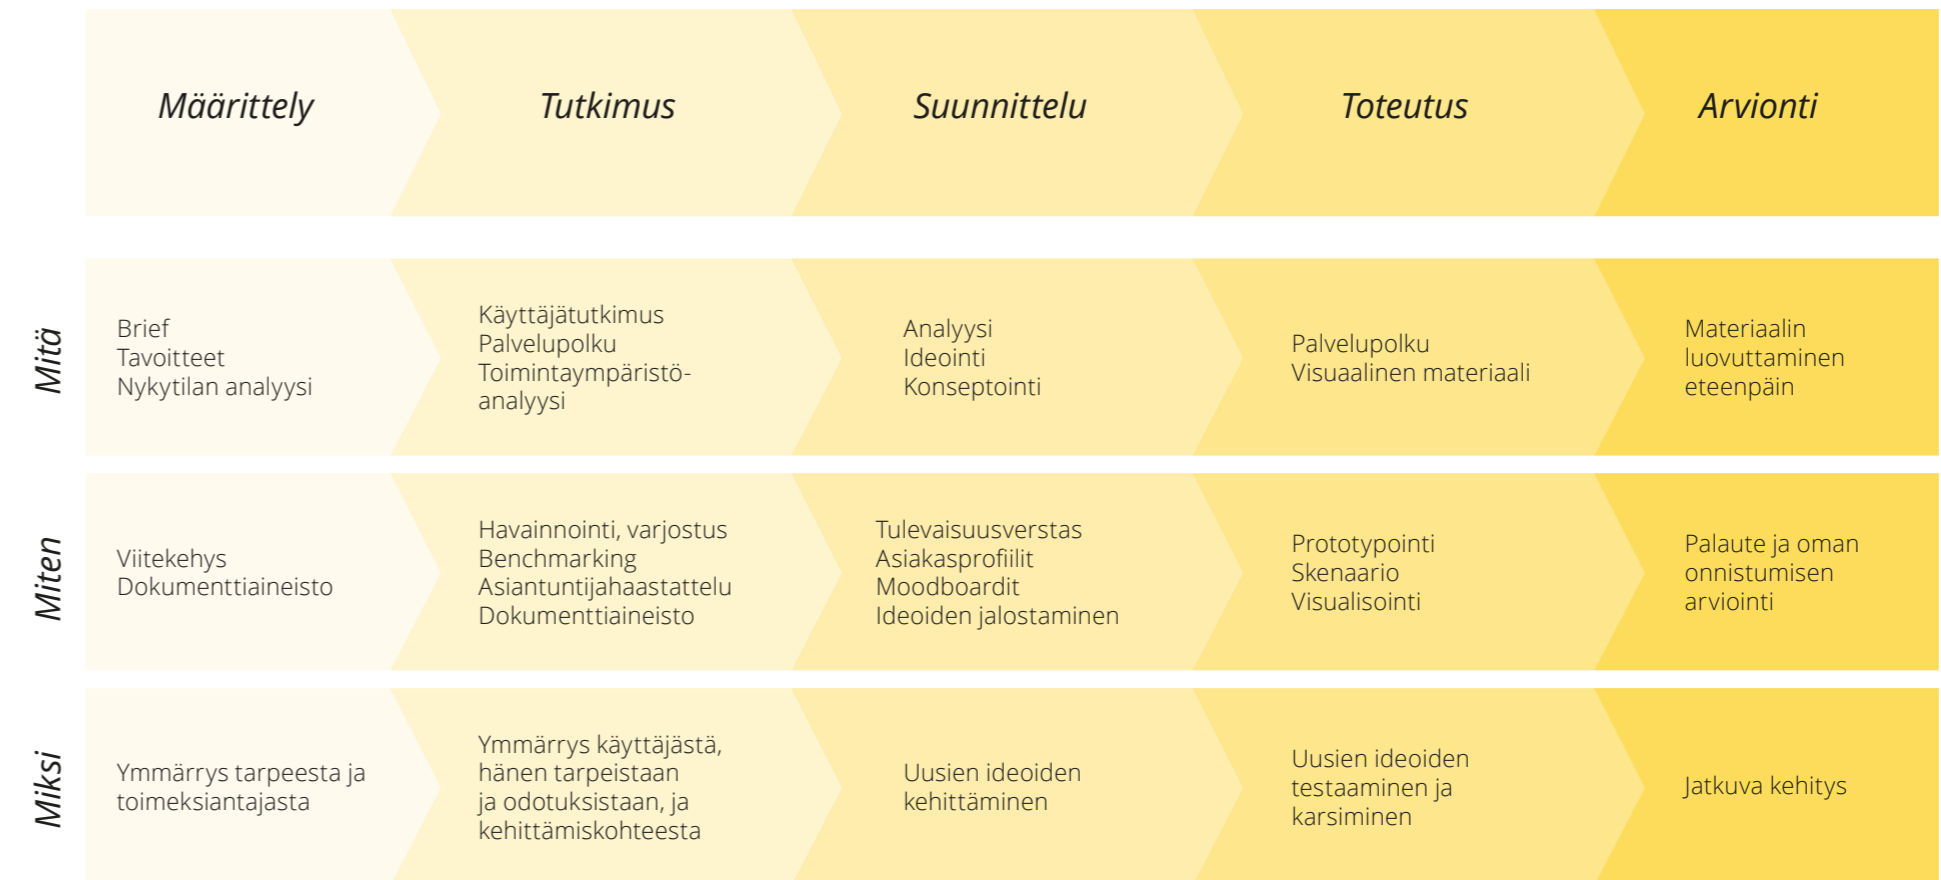 Määrittely
Tutkimus
Suunnittelu
Toteutus
Arvionti
Mitä
Brief
Tavoitteet
Nykytilan analyysi
Käyttäjätutkimus
Palvelupolku
Toimintaympäristö-
analyysi
Analyysi
Ideointi
Konseptointi
Palvelupolku
Visuaalinen materiaali
Materiaalin
luovuttaminen
eteenpäin
Miten
Viitekehys
Dokumenttiaineisto
Havainnointi, varjostus
Benchmarking
Asiantuntijahaastattelu
Dokumenttiaineisto
Tulevaisuusverstas
Asiakasprofiilit
Moodboardit
Ideoiden jalostaminen
Prototypointi
Skenaario
Visualisointi
Palaute ja oman
onnistumisen
arviointi
Miksi
Ymmärrys tarpeesta ja
toimeksiantajasta
Ymmärrys käyttäjästä,
hänen tarpeistaan
ja odotuksistaan, ja
kehittämiskohteesta
Uusien ideoiden
kehittäminen
Uusien ideoiden
testaaminen ja
karsiminen
Jatkuva kehitys